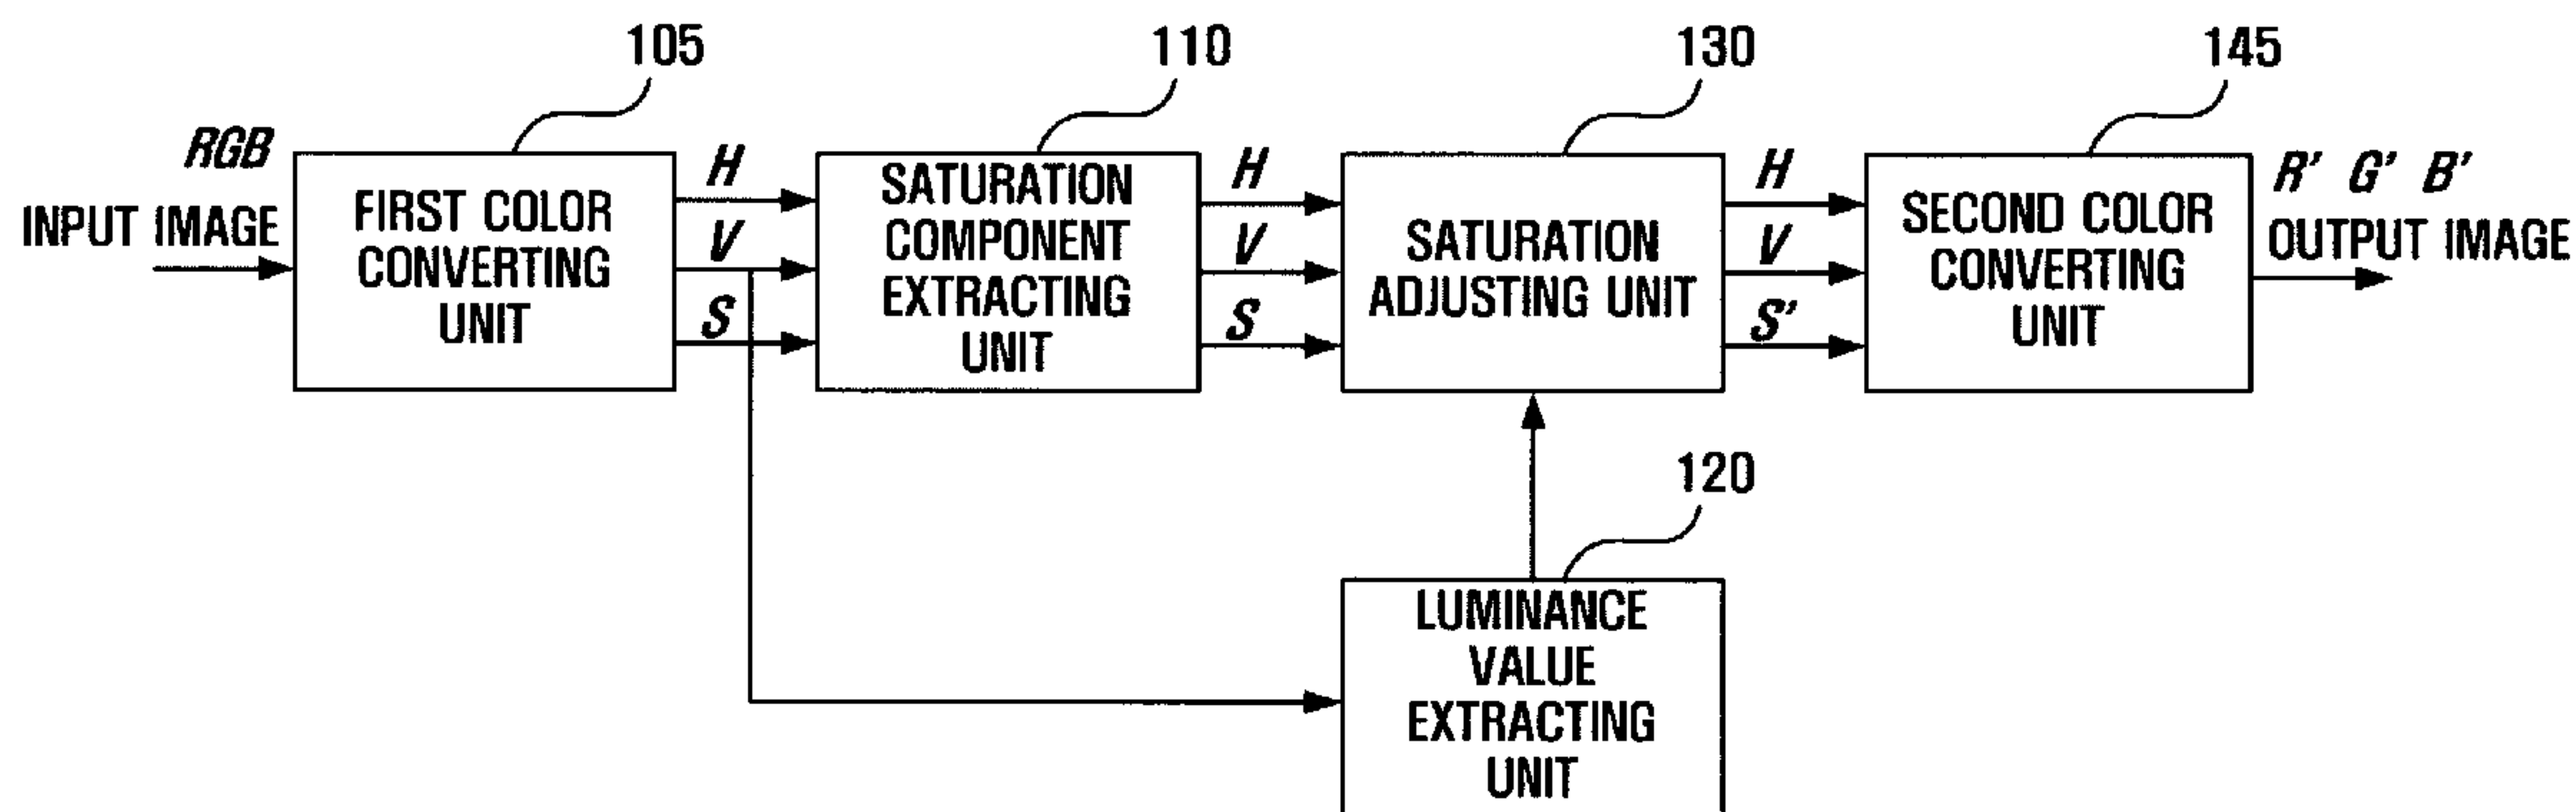 105
110
130
145
RGB
INPUT IMAGE
FIRST COLOR
CONVERTING
UNIT
H
V
S
SATURATION
COMPONENT
EXTRACTING
UNIT
H
V
S
SATURATION
ADJUSTING UNIT
H
V
S'
SECOND COLOR
CONVERTING
UNIT
R' G' B'
OUTPUT IMAGE
120
LUMINANCE
VALUE
EXTRACTING
UNIT